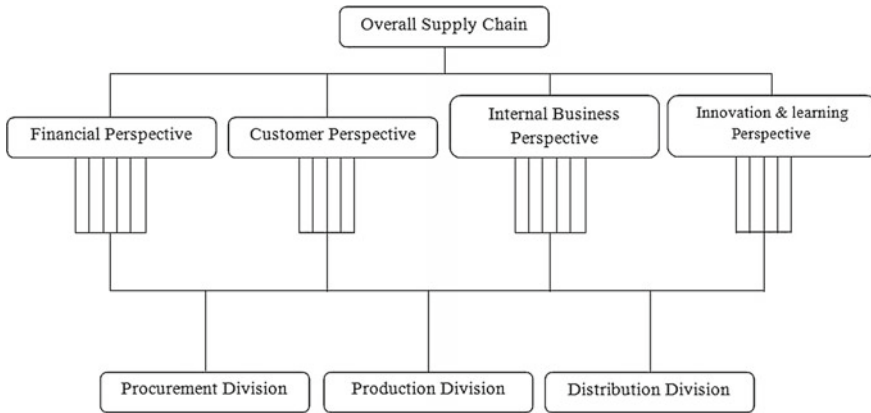 Overall Supply Chain
Financial Perspective
Customer Perspective
Internal Business
Perspective
Innovation & learning
Perspective
Procurement Division
Production Division
Distribution Division